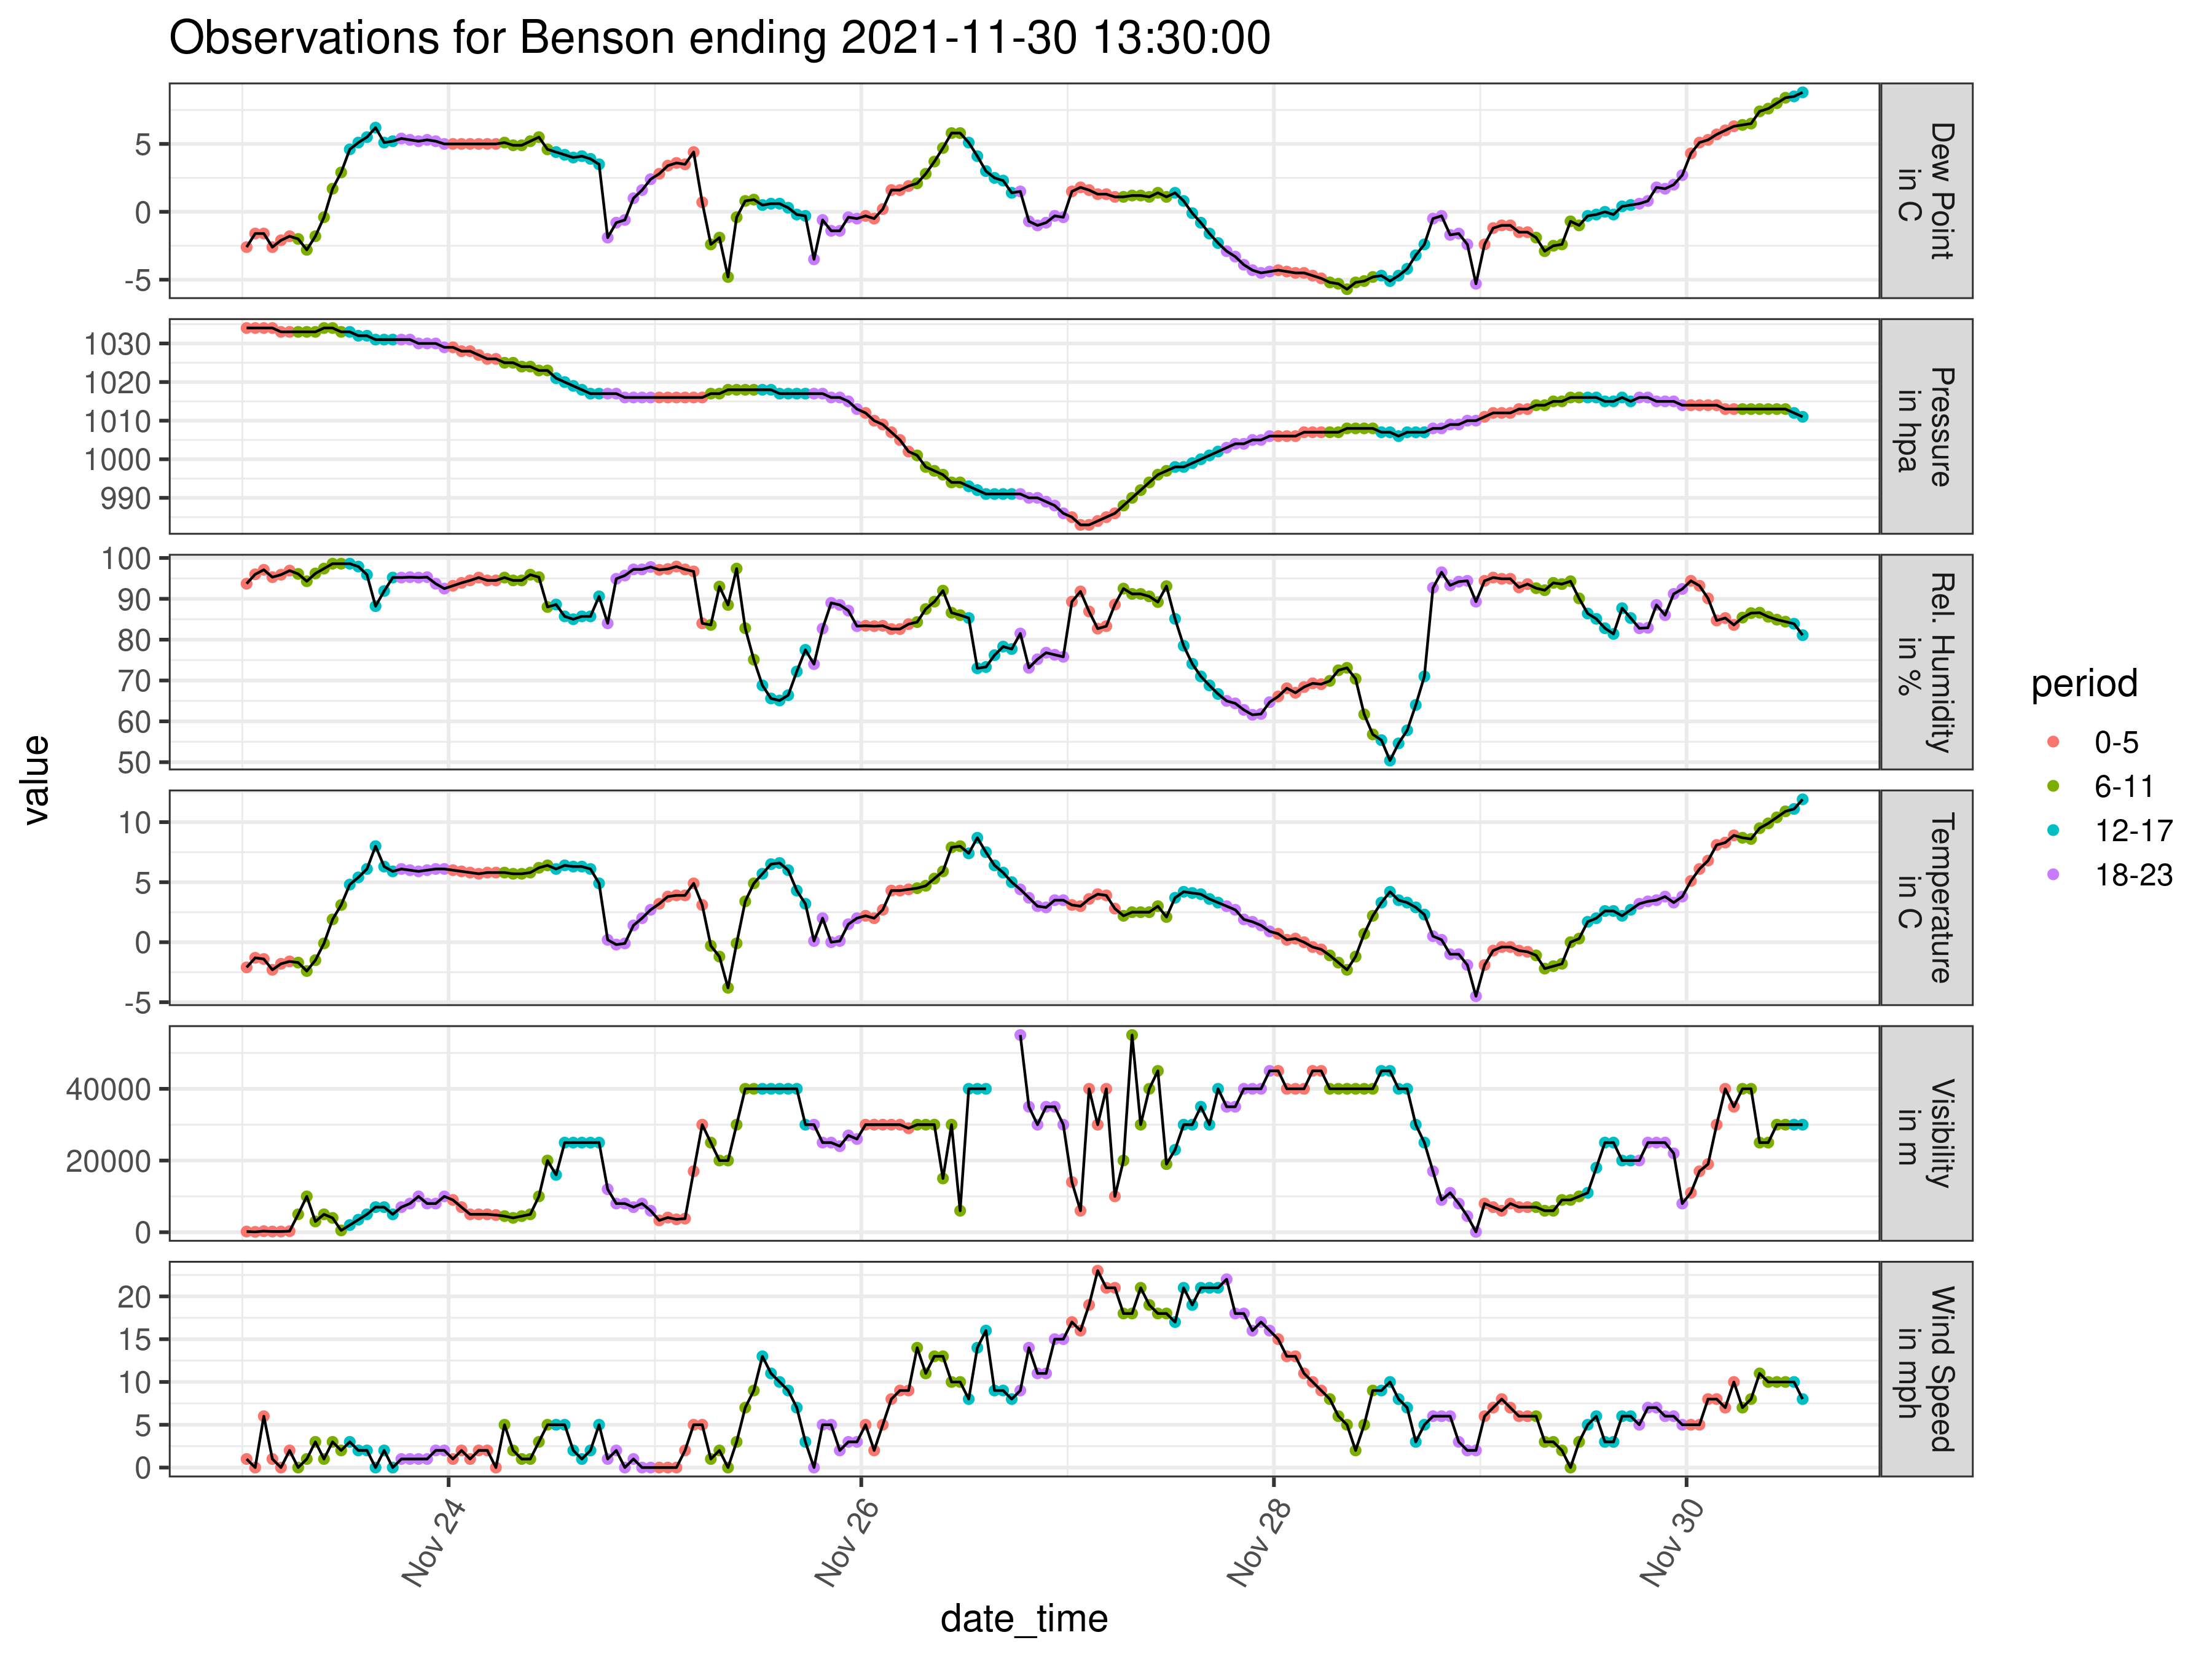 Observations for Benson ending 2021-11-30 13:30:00
value
5
0
-5
Dew Point
in C
1030
1020
1010
1000
990
Pressure
in hpa
100
90
80
70
60
50
Rel. Humidity
in %
10
5
0
-5
Temperature
in C
40000
20000
0
Visibility
in m
20
15
10
5
0
Wind Speed
in mph
Nov 24
Nov 26
Nov 28
Nov 30
date_time
period
0-5
6-11
12-17
18-23